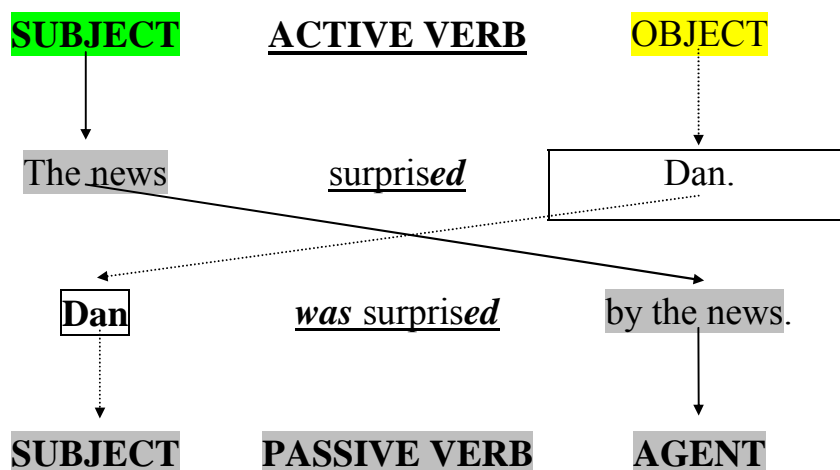 SUBJECT ACTIVE VERB OBJECT
The news surprised Dan.
Dan was surprised by the news.
SUBJECT PASSIVE VERB AGENT